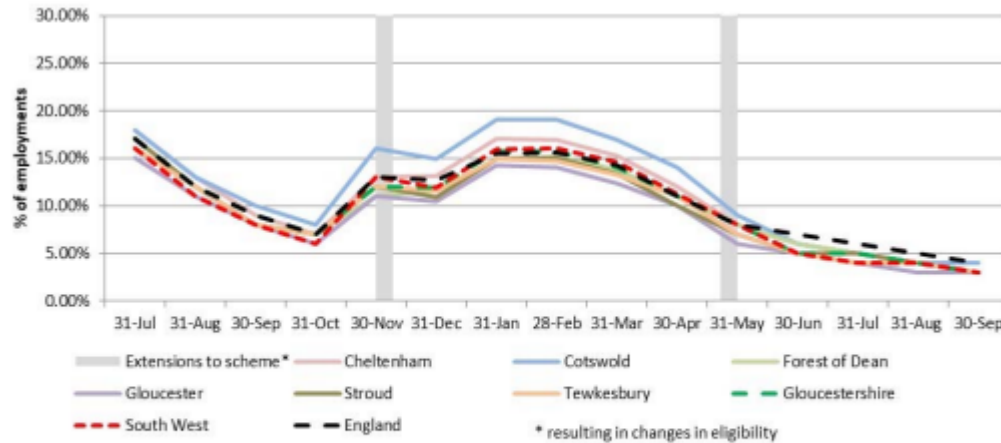 30.00%
25.00%
20.00%
15.00%
10.00%
5.00%
0.00%
% of employments
31-Jul 31-Aug 30-Sep 31-Oct 30-Nov 31-Dec 31-Jan 28-Feb 31-Mar 30-Apr 31-May 30-Jun 31-Jul 31-Aug 30-Sep
Extensions to scheme* Cheltenham Cotswold Forest of Dean
Gloucester Stroud Tewkesbury Gloucestershire
South West England * resulting in changes in eligibility